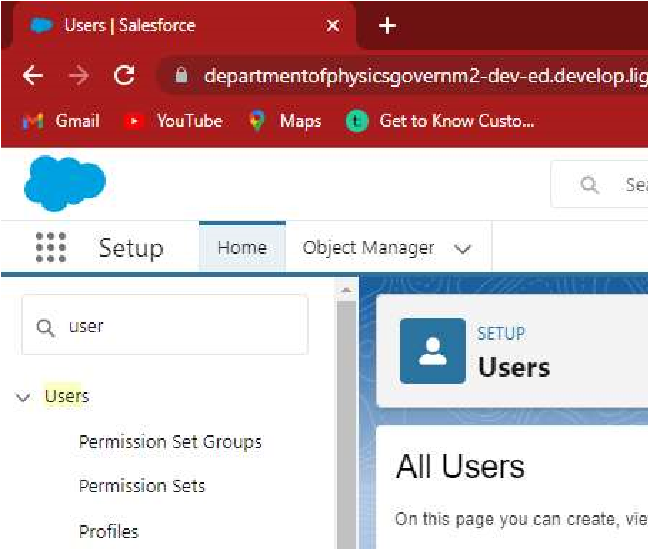 Users | Salesforce
departmentofphysicsgovernm2-dev-ed.develop.lig
Gmail YouTube Maps Get to Know Custo...
Sea
Setup Home Object Manager
user
SETUP
Users
Users
Permission Set Groups
Permission Sets
Profiles
All Users
On this page you can create, vie